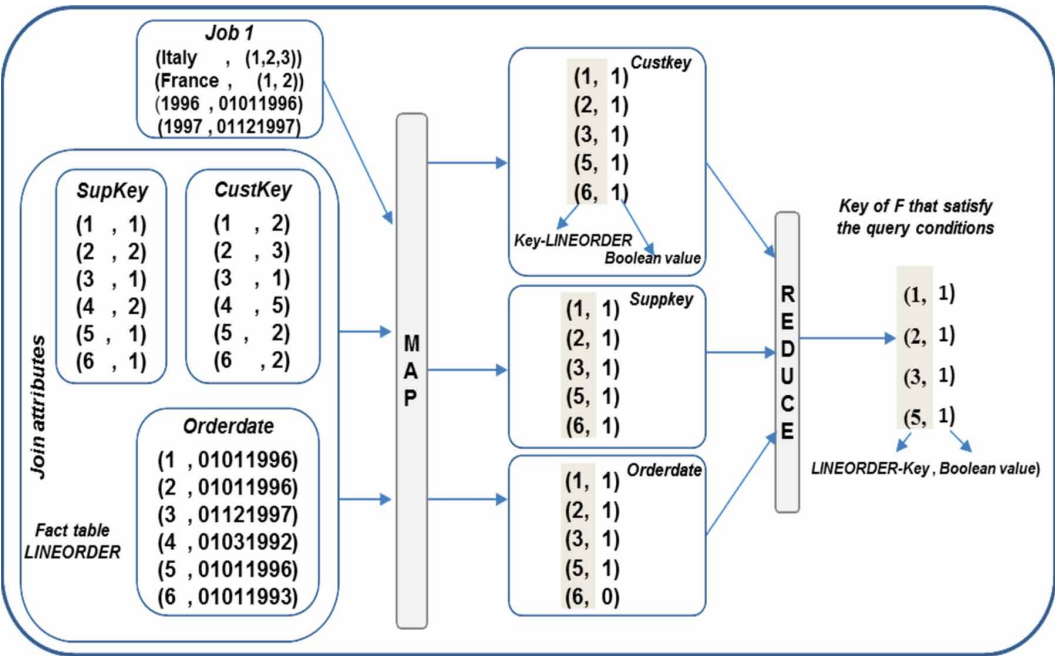 Job 1
(Italy , (1,2,3))
(France , (1, 2))
(1996 , 01011996)
(1997 , 01121997)
SupKey
(1 , 1)
(2 , 2)
(3 , 1)
(4 , 2)
(5 , 1)
(6 , 1)
CustKey
(1 , 2)
(2 , 3)
(3 , 1)
(4 , 5)
(5 , 2)
(6 , 2)
Join attributes
Orderdate
(1 , 01011996)
(2 , 01011996)
(3 , 01121997)
(4 , 01031992)
(5 , 01011996)
(6 , 01011993)
Fact table
LINEORDER
MAP
Custkey
(1, 1)
(2, 1)
(3, 1)
(5, 1)
(6, 1)
Key-LINEORDER
Boolean value
Suppkey
(1, 1)
(2, 1)
(3, 1)
(5, 1)
(6, 1)
Orderdate
(1, 1)
(2, 1)
(3, 1)
(5, 1)
(6, 0)
REDUCE
Key of F that satisfy
the query conditions
(1, 1)
(2, 1)
(3, 1)
(5, 1)
LINEORDER-Key , Boolean value)